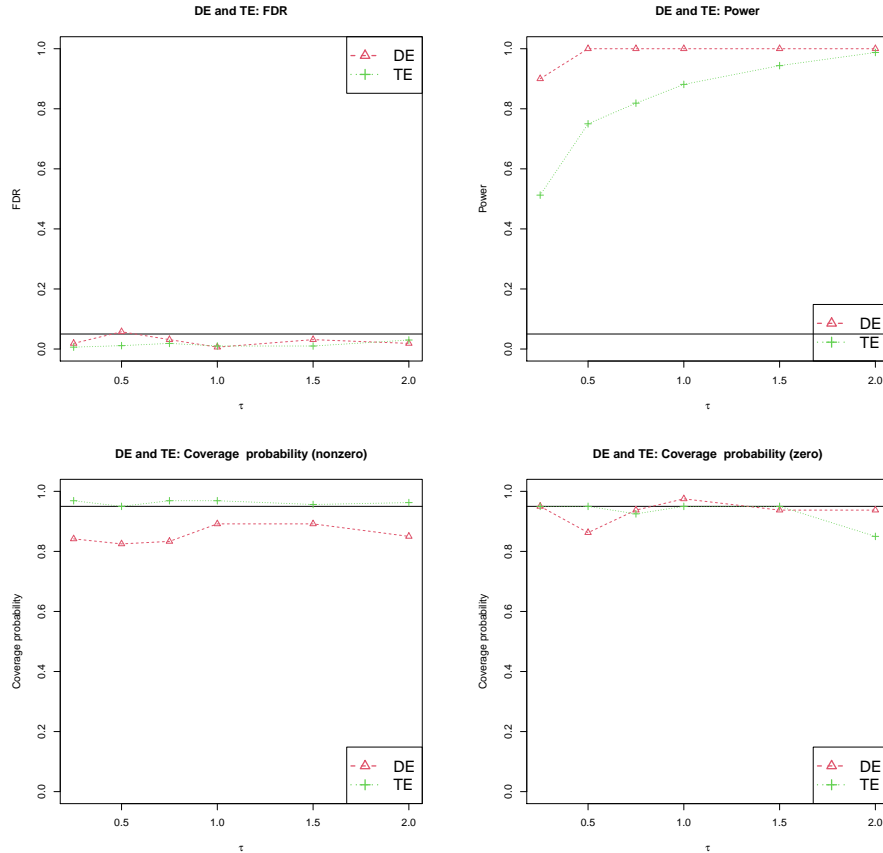 DE and TE: FDR
FDR
1.0
0.8
0.6
0.4
0.2
0.0
0.5
1.0
1.5
2.0
τ
DE
TE
DE and TE: Power
Power
1.0
0.8
0.6
0.4
0.2
0.0
0.5
1.0
1.5
2.0
τ
DE
TE
DE and TE: Coverage  probability (nonzero)
Coverage probability
1.0
0.8
0.6
0.4
0.2
0.0
0.5
1.0
1.5
2.0
τ
DE
TE
DE and TE: Coverage  probability (zero)
Coverage probability
1.0
0.8
0.6
0.4
0.2
0.0
0.5
1.0
1.5
2.0
τ
DE
TE